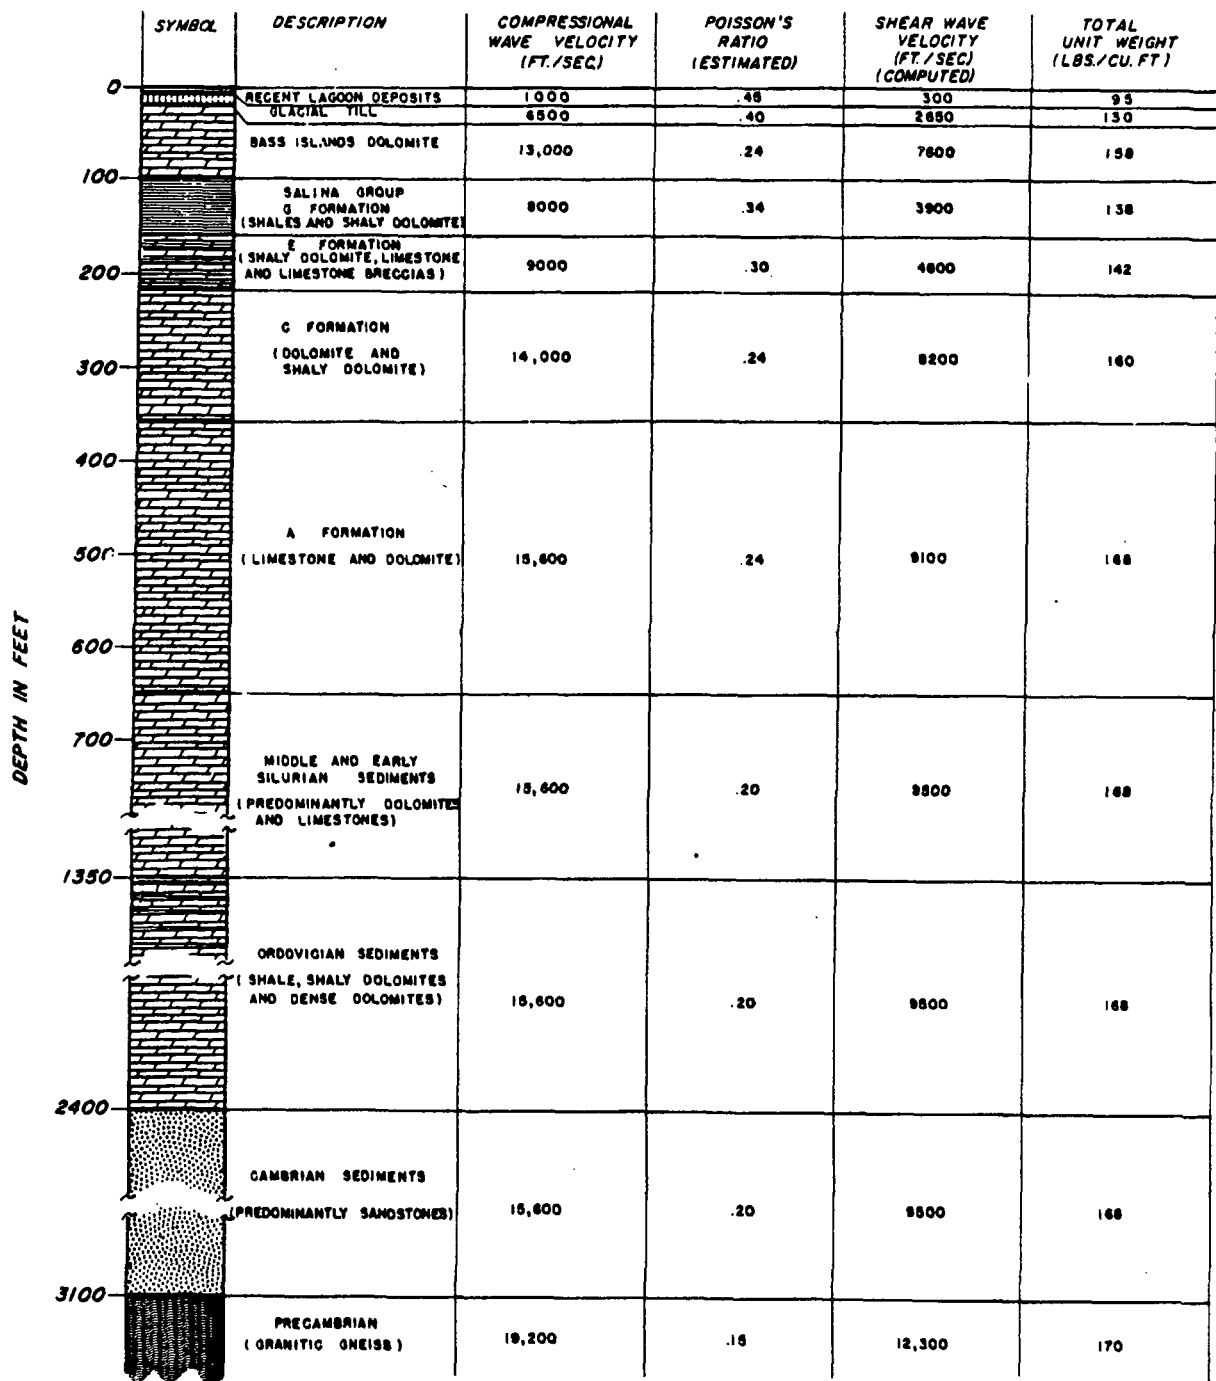 SYMBOL DESCRIPTION COMPRESSIONAL WAVE VELOCITY (FT./SEC.) POISSON'S RATIO (ESTIMATED) SHEAR WAVE VELOCITY (FT./SEC) (COMPUTED) TOTAL UNIT WEIGHT (LBS./CU. FT)
DEPTH IN FEET
0
RECENT LAGOON DEPOSITS 1000 .45 300 95
GLACIAL TILL 6500 .40 2650 130
BASS ISLANDS DOLOMITE 13,000 .24 7600 158
100
SALINA GROUP
G FORMATION 8000 .34 3900 138
(SHALES AND SHALY DOLOMITE)
E FORMATION
(SHALY DOLOMITE, LIMESTONE 9000 .30 4800 142
200
AND LIMESTONE BRECCIAS)
C FORMATION
(DOLOMITE AND 14,000 .24 8200 160
300
SHALY DOLOMITE)
400
A FORMATION
500
(LIMESTONE AND DOLOMITE) 15,600 .24 9100 168
600
700
MIDDLE AND EARLY
SILURIAN SEDIMENTS 15,600 .20 9500 168
(PREDOMINANTLY DOLOMITES
AND LIMESTONES)
1350
ORDOVICIAN SEDIMENTS
(SHALE, SHALY DOLOMITES
AND DENSE DOLOMITES) 15,600 .20 9500 168
2400
CAMBRIAN SEDIMENTS
(PREDOMINANTLY SANDSTONES) 15,600 .20 9500 168
3100
PRECAMBRIAN
(GRANITIC GNEISS) 19,200 .15 12,300 170